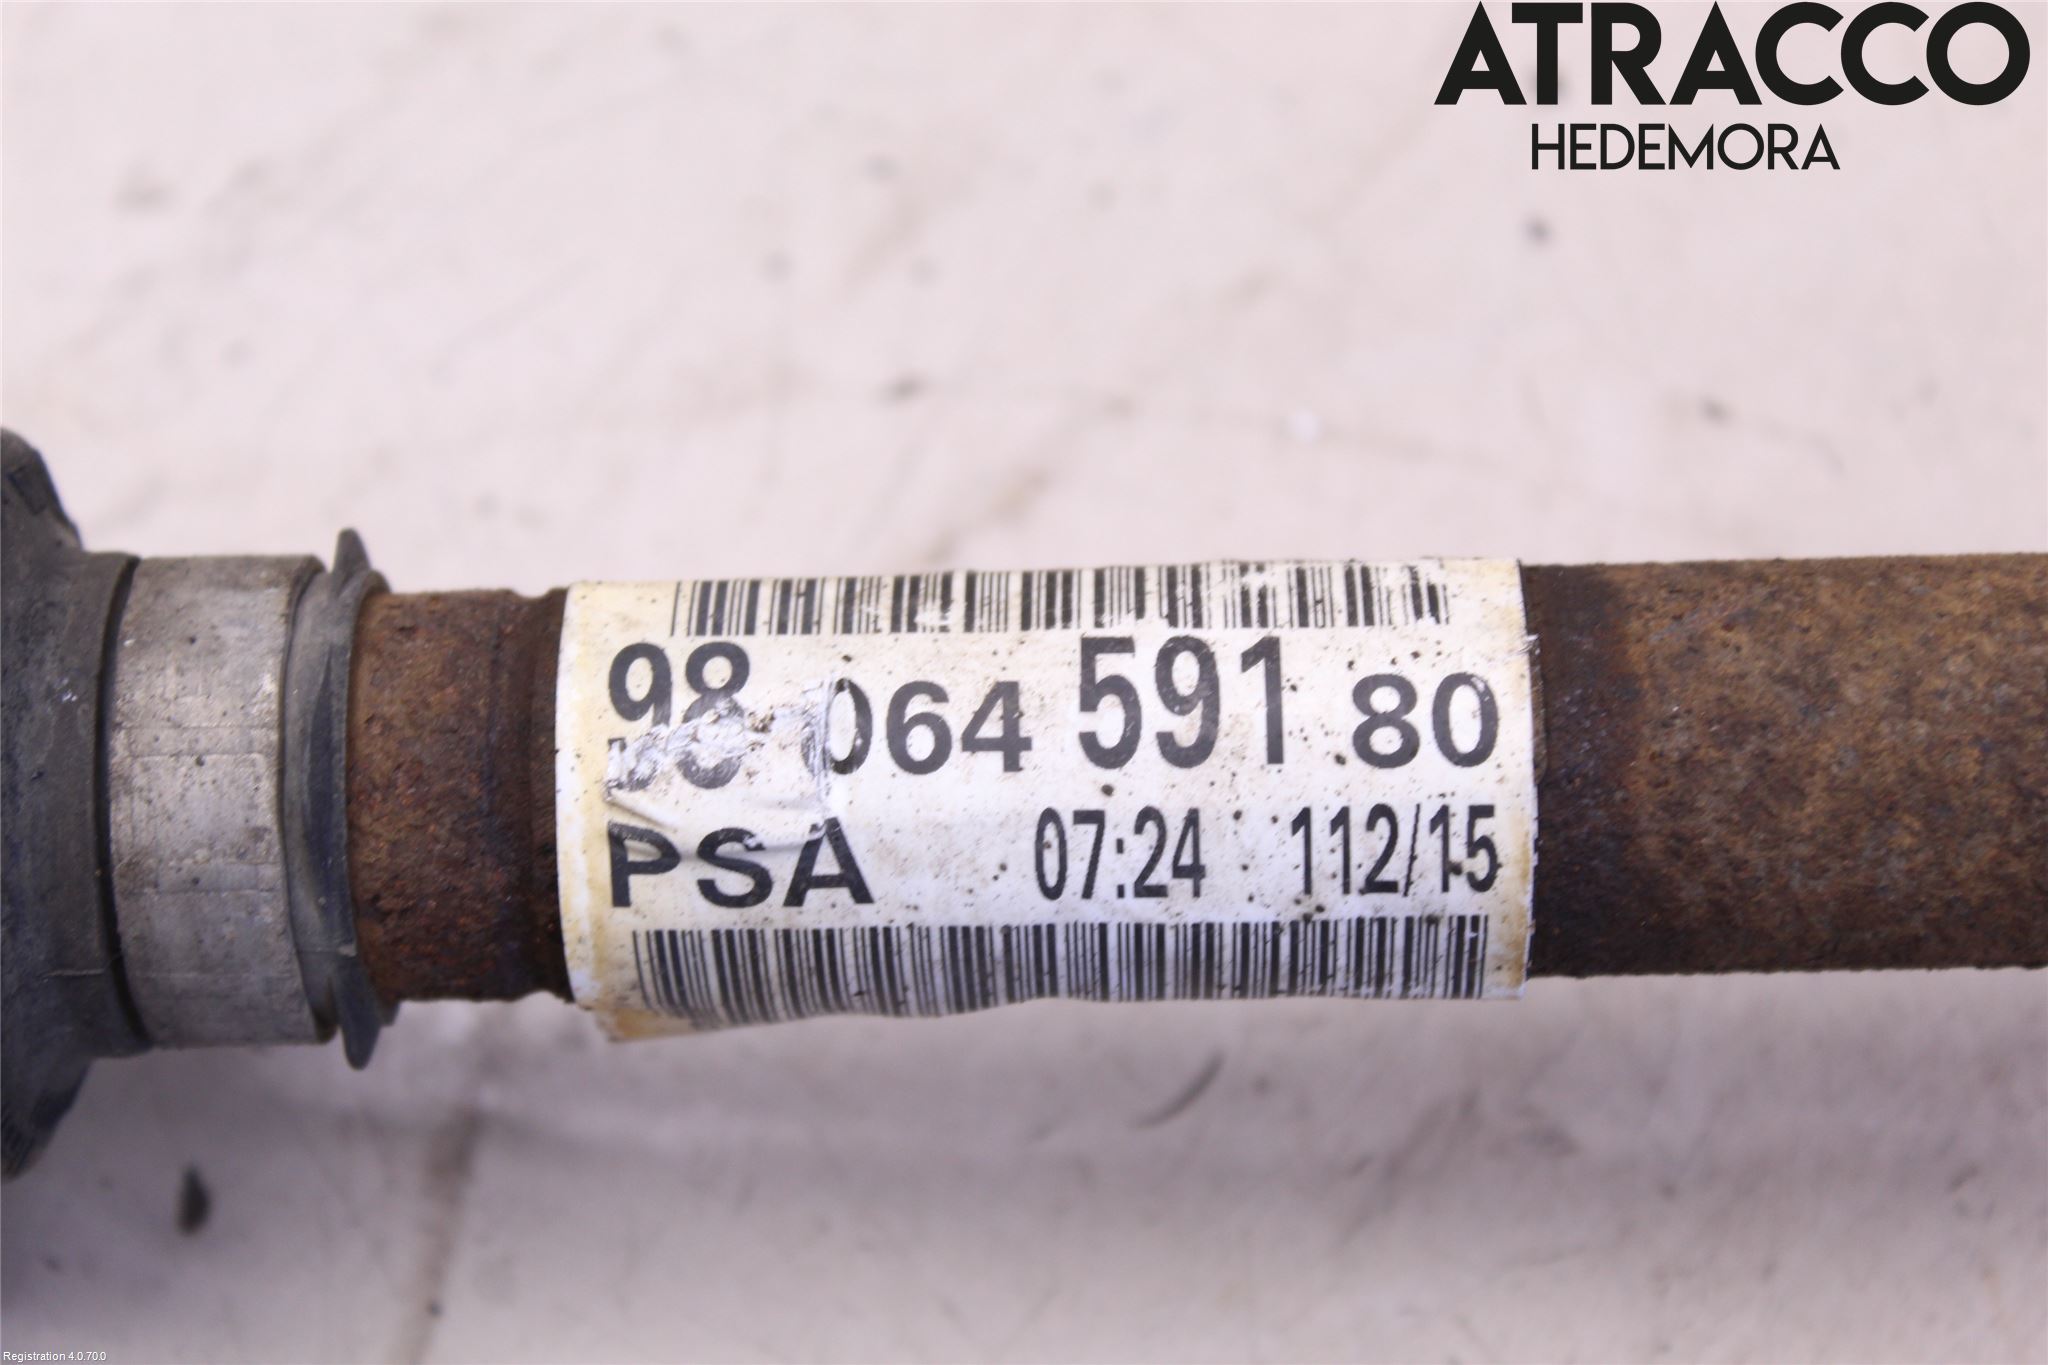 ATRACCO
HEDEMORA
98 064 591 80
PSA 07:24 112/15
Registration 4.0.70.0